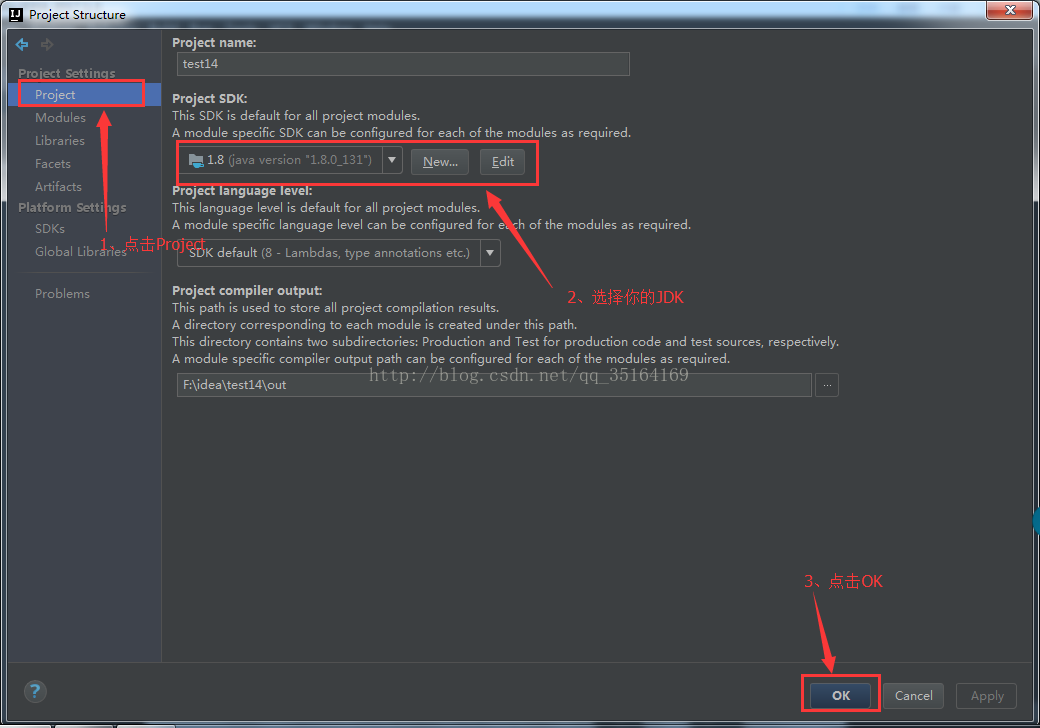 IJ Project Structure
Project name:
test14
Project Settings
Project
Modules
Libraries
Facets
Artifacts
Platform Settings
SDKs
Global Libraries
Problems
1、点击Project
Project SDK:
This SDK is default for all project modules.
A module specific SDK can be configured for each of the modules as required.
1.8 (java version "1.8.0_131") New... Edit
Project language level:
This language level is default for all project modules.
A module specific language level can be configured for each of the modules as required.
SDK default (8 - Lambdas, type annotations etc.)
2、选择你的JDK
Project compiler output:
This path is used to store all project compilation results.
A directory corresponding to each module is created under this path.
This directory contains two subdirectories: Production and Test for production code and test sources, respectively.
A module specific compiler output path can be configured for each of the modules as required.
http://blog.csdn.net/qq_35164169
F:\idea\test14\out ...
3、点击OK
? OK Cancel Apply